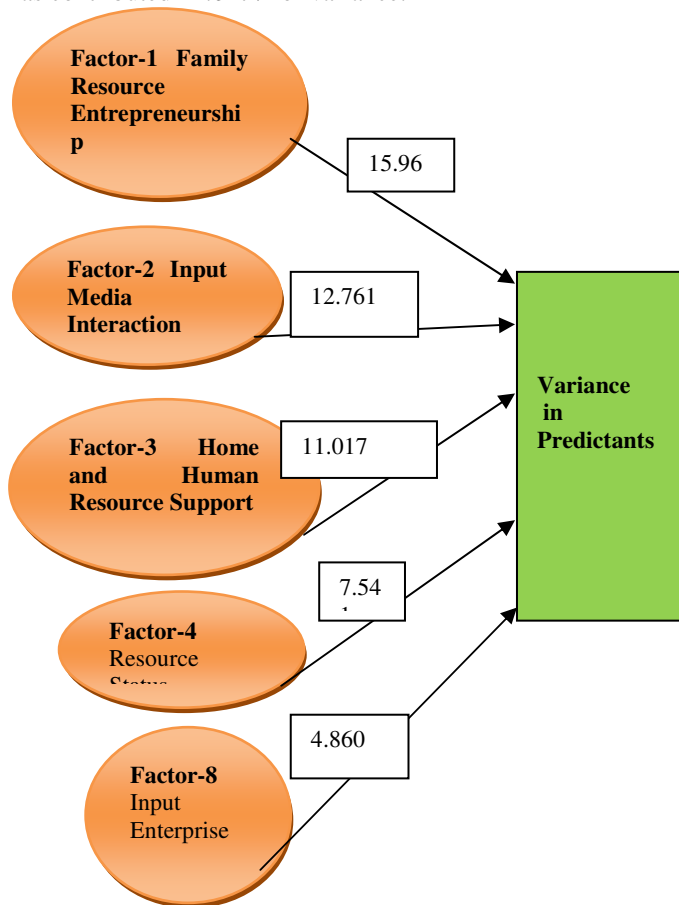 Factor-1 Family
Resource
Entrepreneurshi
p
15.96
Factor-2 Input
Media
Interaction
12.761
Variance
in
Predictants
Factor-3 Home
and Human
Resource Support
11.017
7.54
Factor-4
Resource
Status
4.860
Factor-8
Input
Enterprise